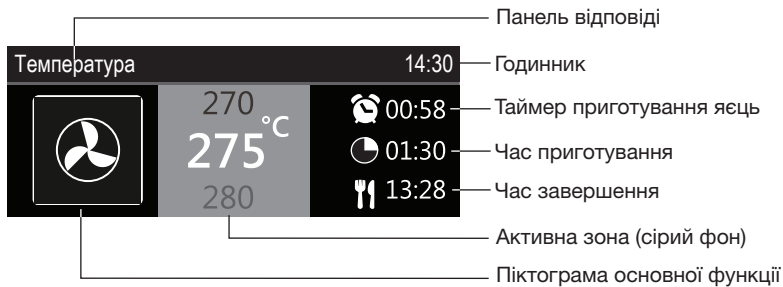 Панель відповіді
Температура 14:30
Годинник
270
275 °C
280
00:58
01:30
13:28
Таймер приготування яєць
Час приготування
Час завершення
Активна зона (сірий фон)
Піктограма основної функції